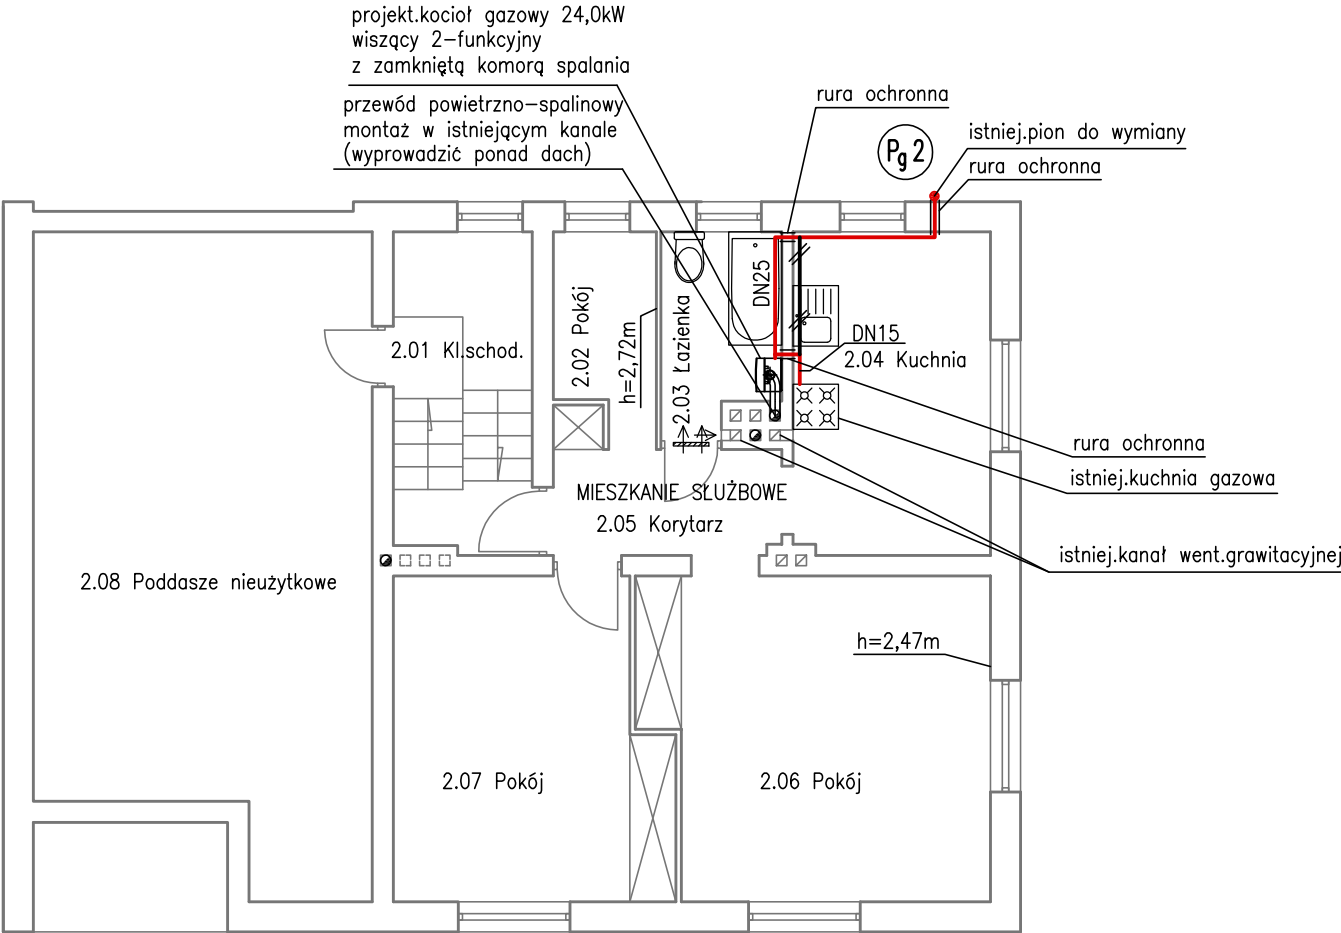 projekt.kocioł gazowy 24,0kW
wiszący 2-funkcyjny
z zamkniętą komorą spalania
przewód powietrzno-spalinowy
montaż w istniejącym kanale
(wyprowadzić ponad dach)
rura ochronna
Pg 2
istniej.pion do wymiany
rura ochronna
DN25
2.02 Pokój
h=2,72m
2.03 Łazienka
2.01 Kl.schod.
DN15
2.04 Kuchnia
rura ochronna
istniej.kuchnia gazowa
MIESZKANIE SŁUŻBOWE
2.05 Korytarz
istniej.kanał went.grawitacyjnej
2.08 Poddasze nieużytkowe
h=2,47m
2.07 Pokój
2.06 Pokój